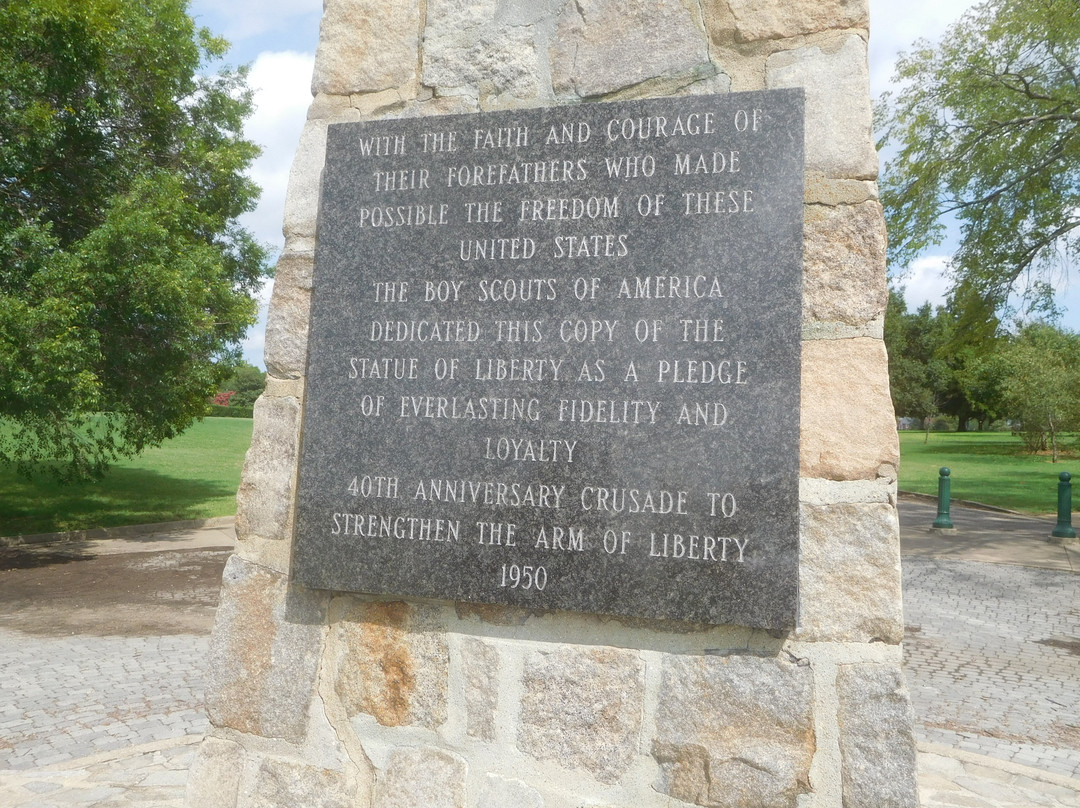 WITH THE FAITH AND COURAGE OF
THEIR FOREFATHERS WHO MADE
POSSIBLE THE FREEDOM OF THESE
UNITED STATES
THE BOY SCOUTS OF AMERICA
DEDICATED THIS COPY OF THE
STATUE OF LIBERTY AS A PLEDGE
OF EVERLASTING FIDELITY AND
LOYALTY
40TH ANNIVERSARY CRUSADE TO
STRENGTHEN THE ARM OF LIBERTY
1950